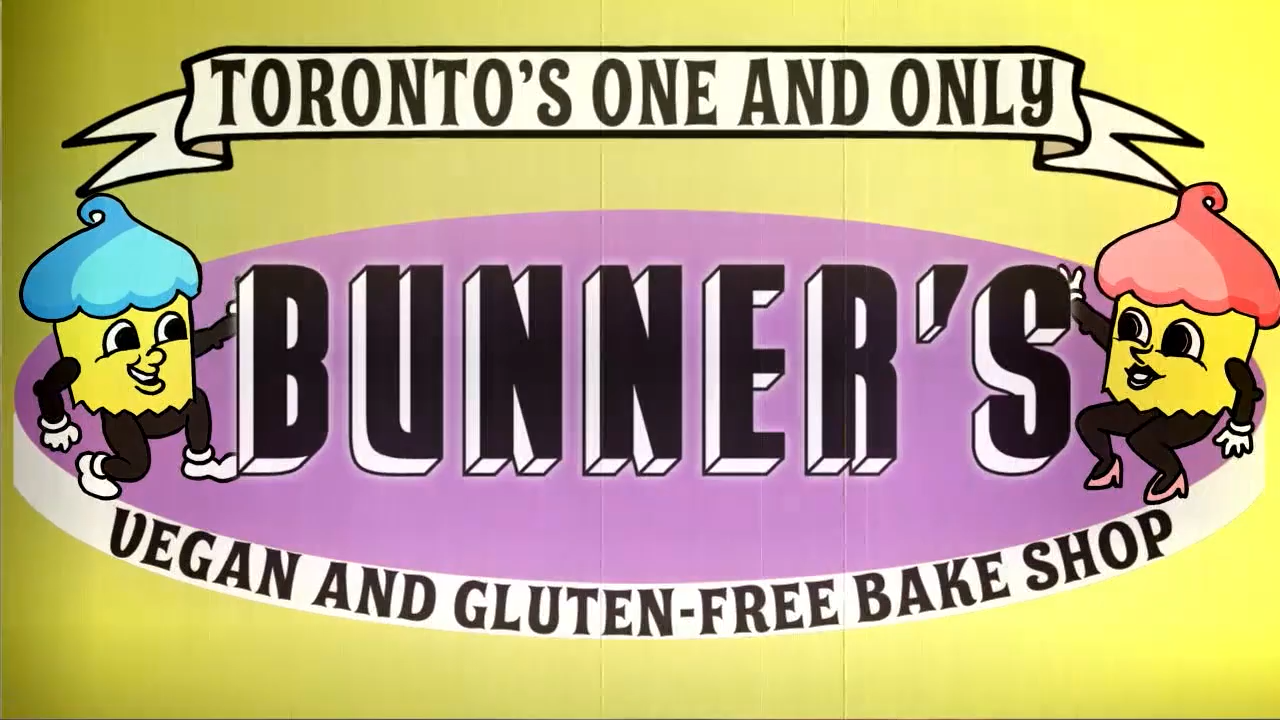 TORONTO'S ONE AND ONLY
BUNNER'S
VEGAN AND GLUTEN-FREE BAKE SHOP